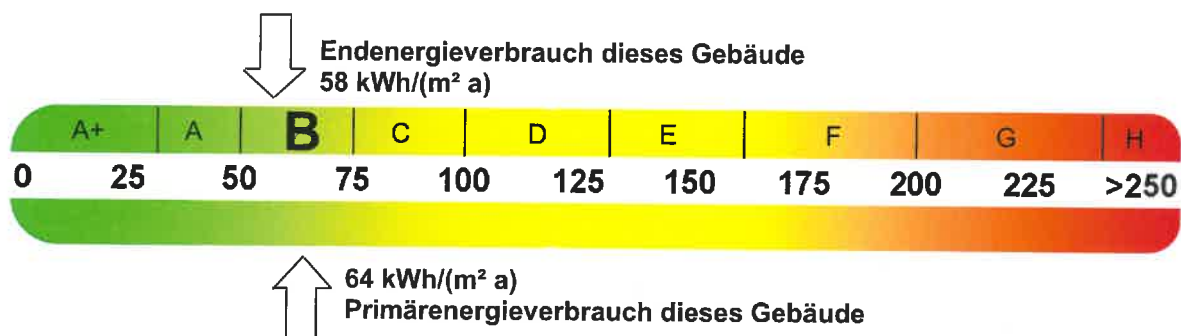 Endenergieverbrauch dieses Gebäude
58 kWh/(m² a)
A+ A B C D E F G H
0 25 50 75 100 125 150 175 200 225 >250
64 kWh/(m² a)
Primärenergieverbrauch dieses Gebäude